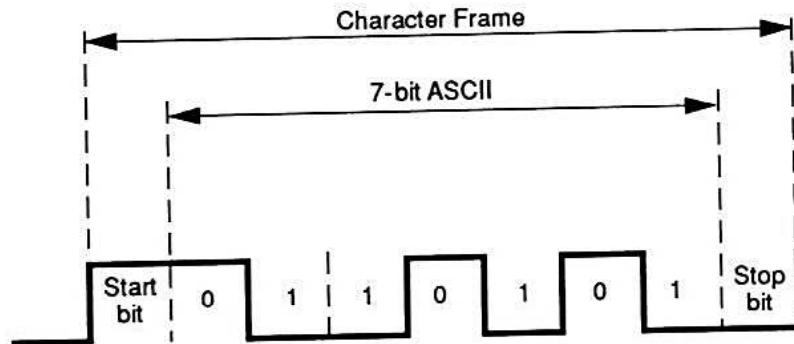 Character Frame
7-bit ASCII
Start bit
0 1 1 0 1 0 1
Stop bit